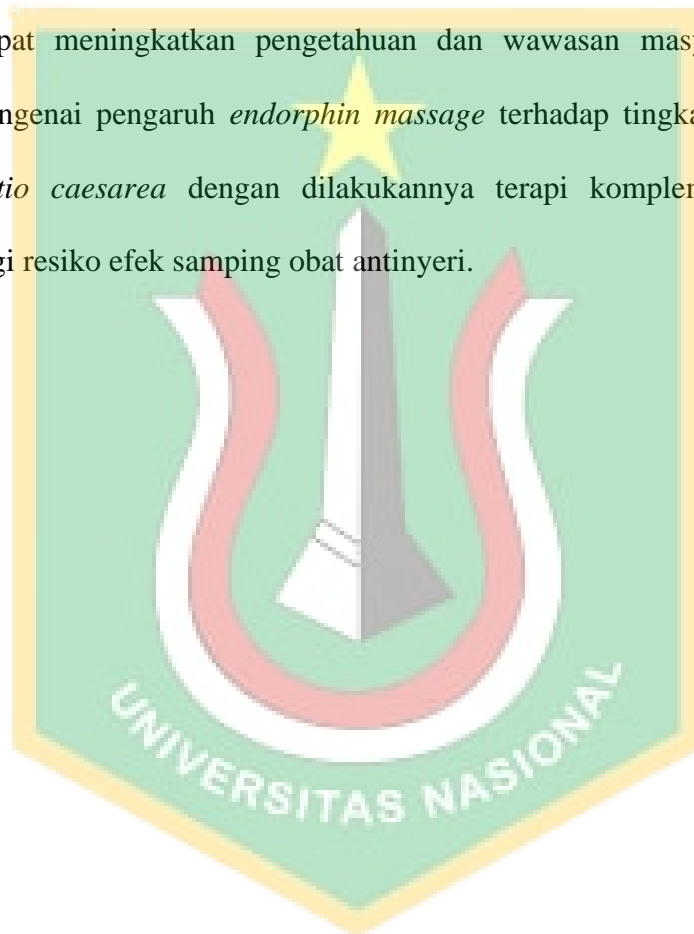 pat meningkatkan pengetahuan dan wawasan masy
ngenai pengaruh endorphin massage terhadap tingka
tio caesarea dengan dilakukannya terapi komplem
gi resiko efek samping obat antinyeri.
UNIVERSITAS NASIONAL